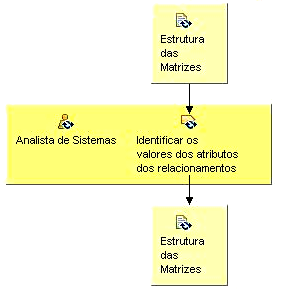 Estrutura
das
Matrizes
Analista de Sistemas
Identificar os
valores dos atributos
dos relacionamentos
Estrutura
das
Matrizes